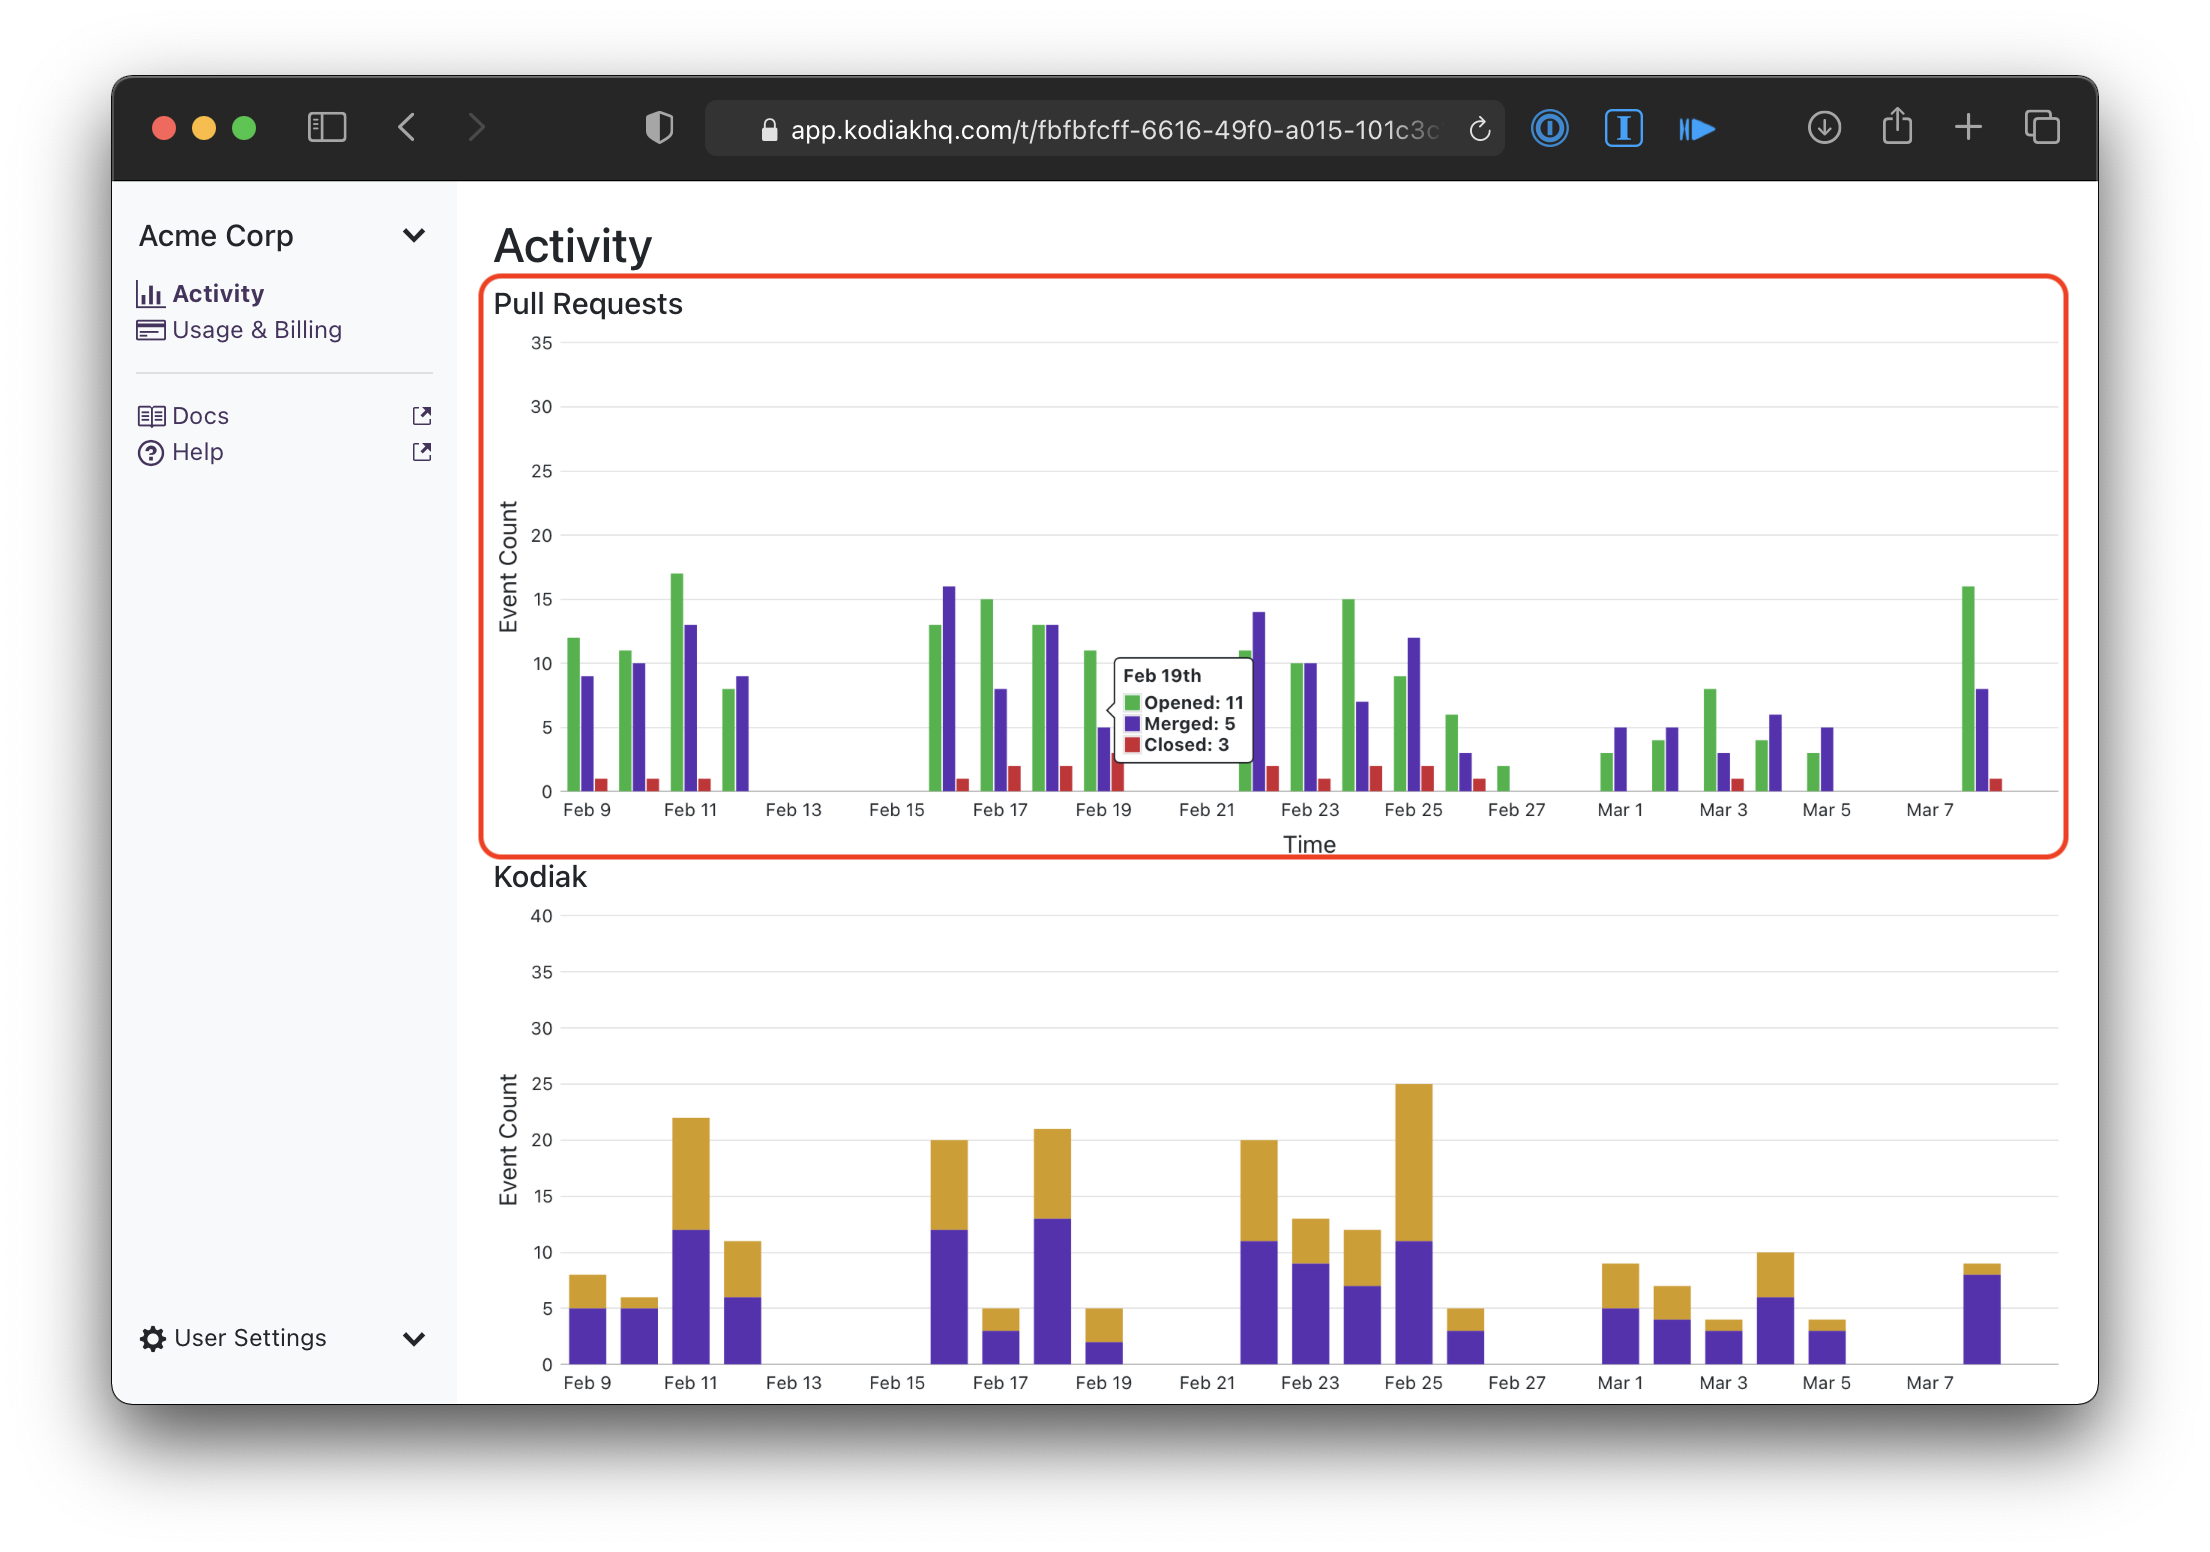 app.kodiakhq.com/t/fbfbfcff-6616-49f0-a015-101c3c
Acme Corp
Activity
Usage & Billing
Docs
Help
User Settings
Activity
Pull Requests
35
30
25
20
15
10
5
0
Event Count
Feb 19th
Opened: 11
Merged: 5
Closed: 3
Feb 9 Feb 11 Feb 13 Feb 15 Feb 17 Feb 19 Feb 21 Feb 23 Feb 25 Feb 27 Mar 1 Mar 3 Mar 5 Mar 7
Time
Kodiak
40
35
30
25
20
15
10
5
0
Event Count
Feb 9 Feb 11 Feb 13 Feb 15 Feb 17 Feb 19 Feb 21 Feb 23 Feb 25 Feb 27 Mar 1 Mar 3 Mar 5 Mar 7